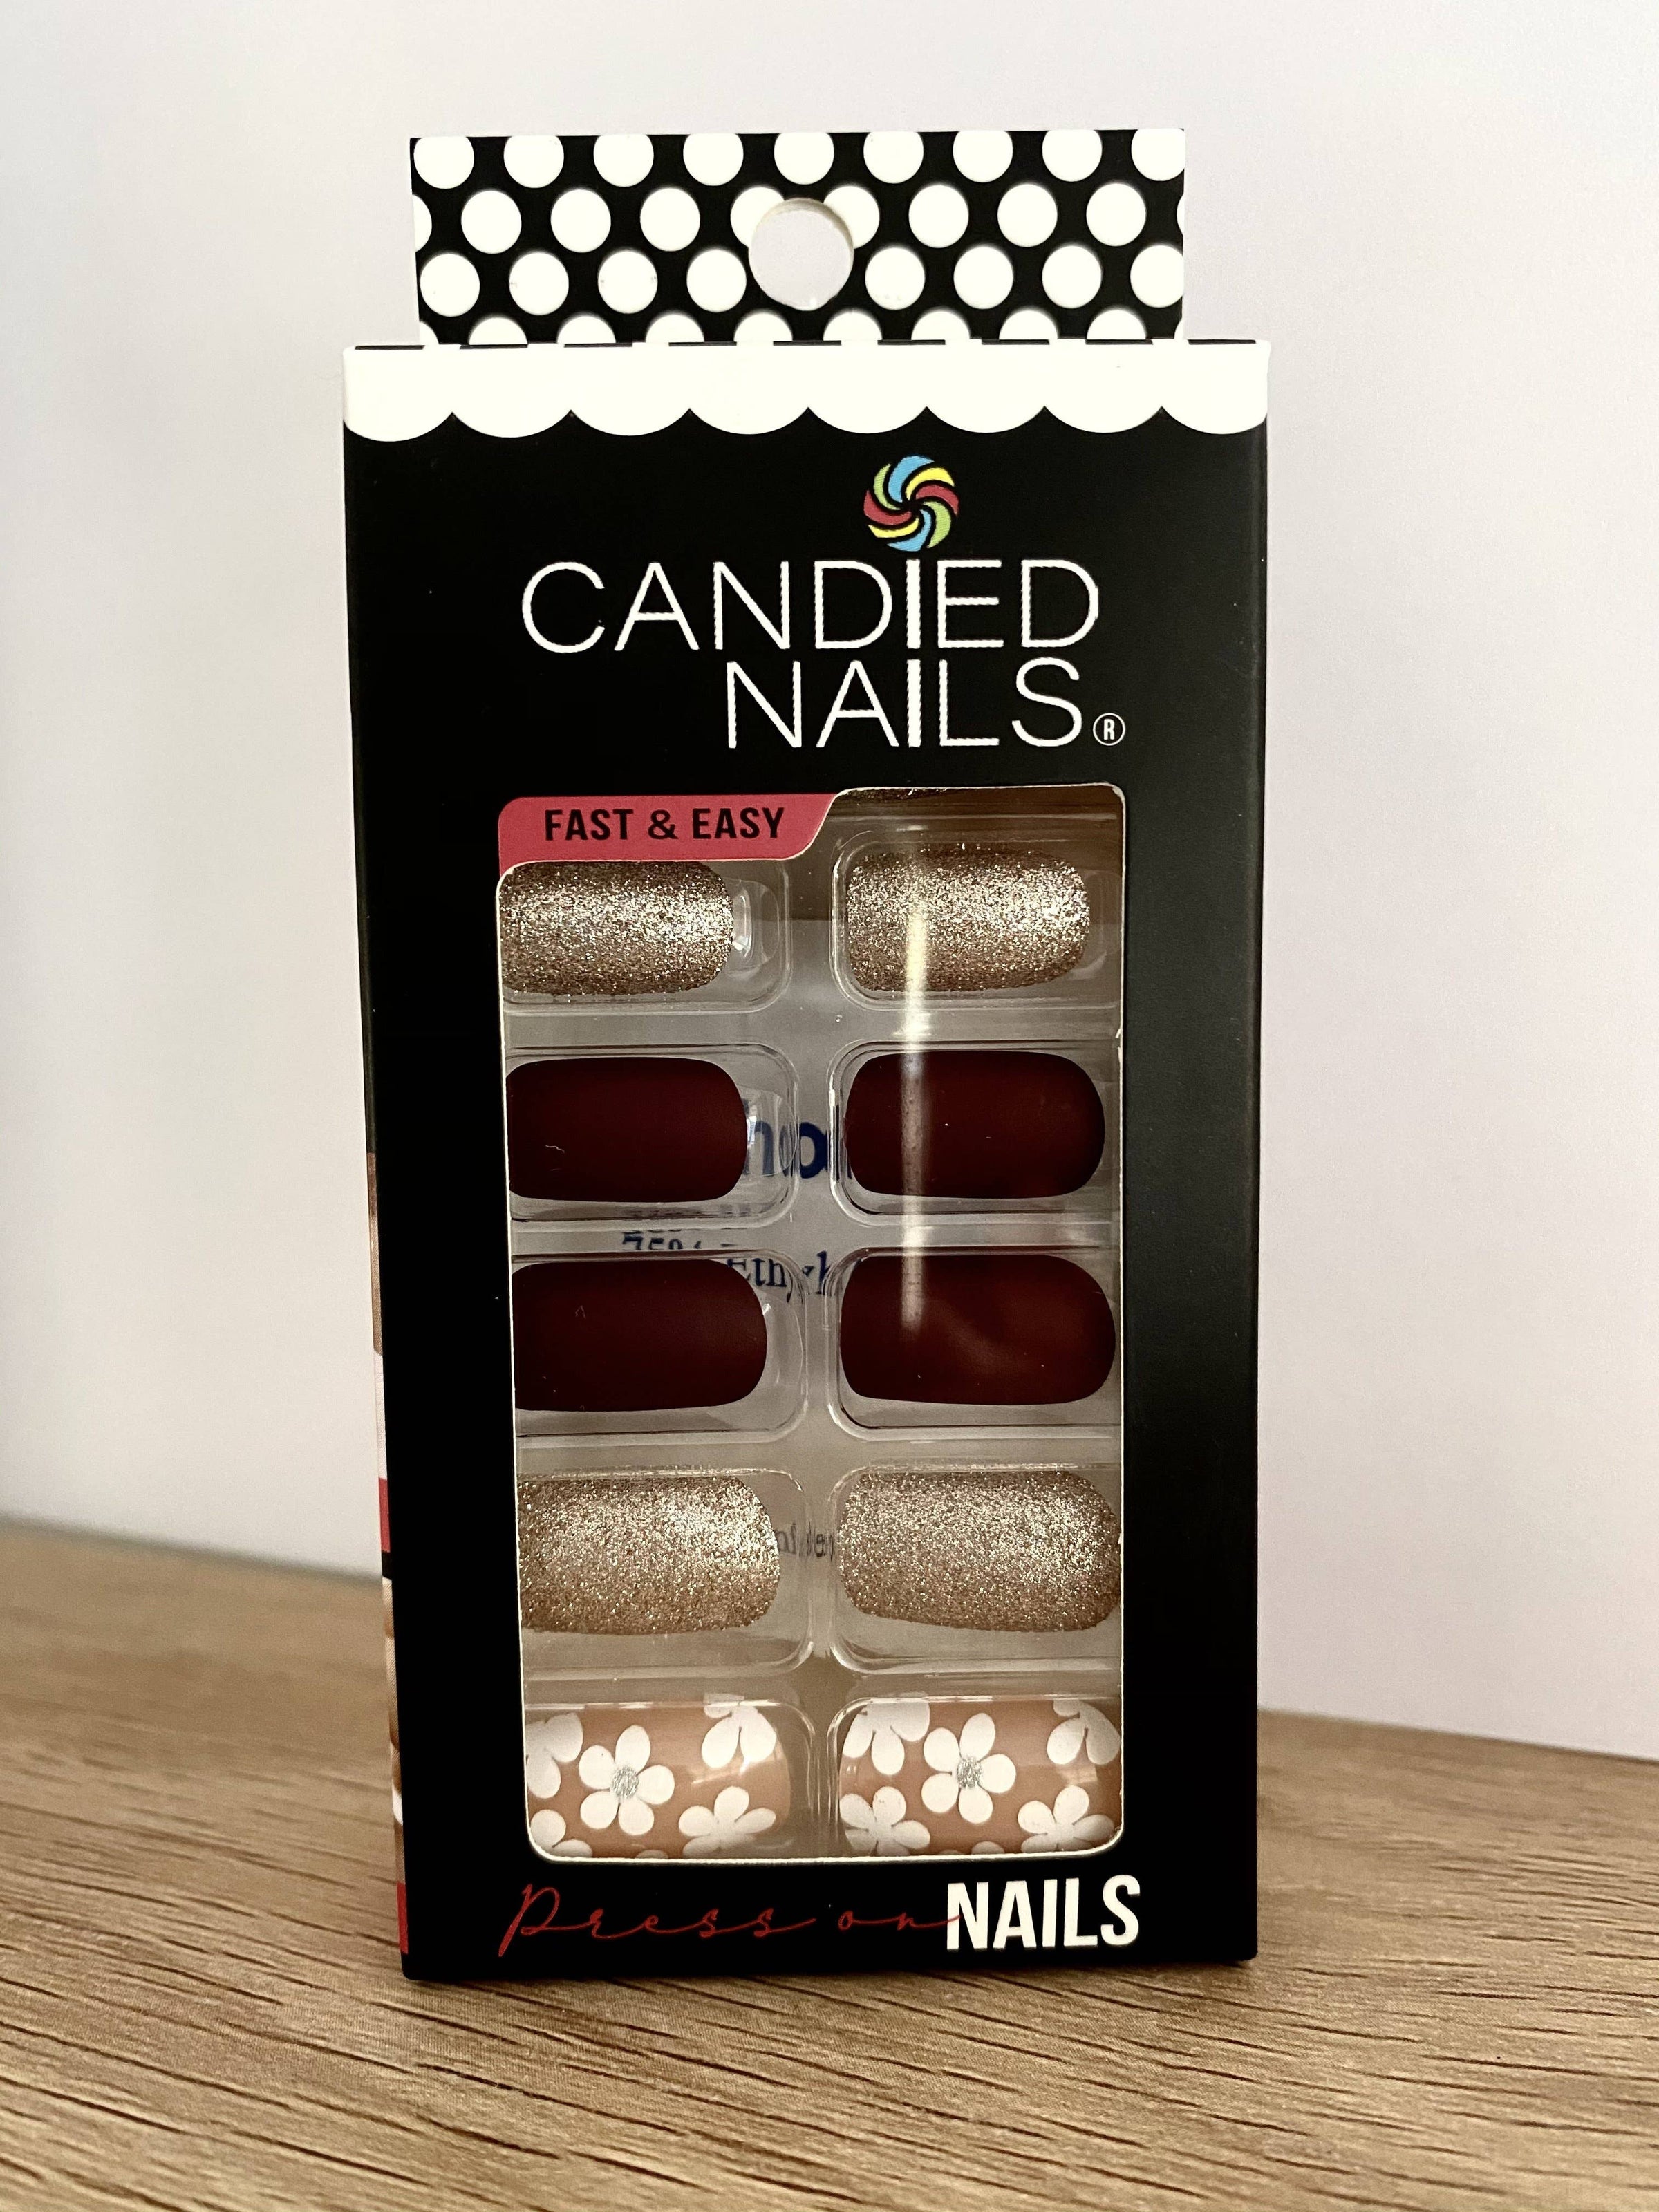 CANDIED
NAILS®
FAST & EASY
Press on NAILS